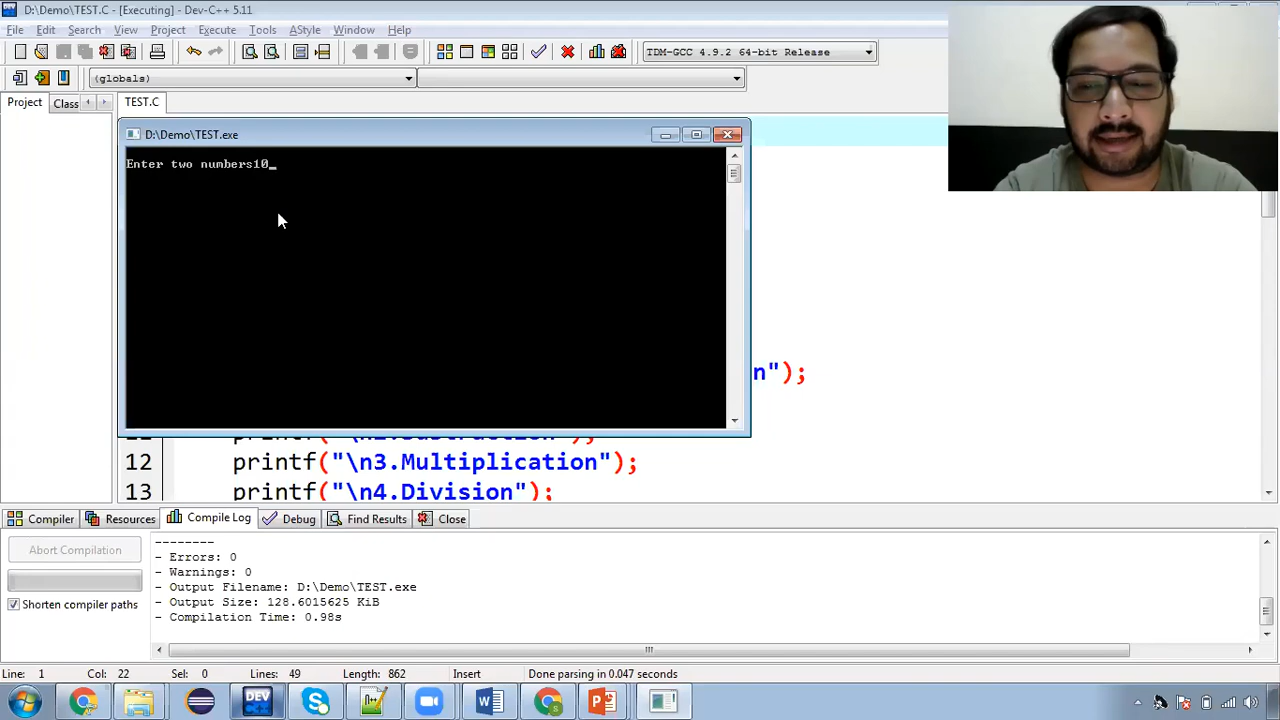 D:\Demo\TEST.C - [Executing] - Dev-C++ 5.11
File Edit Search View Project Execute Tools AStyle Window Help
TDM-GCC 4.9.2 64-bit Release
(globals)
Project Class TEST.C
D:\Demo\TEST.exe
Enter two numbers10_
n");
12 printf("\n3.Multiplication");
13 printf("\n4.Division");
Compiler Resources Compile Log Debug Find Results Close
Abort Compilation
Shorten compiler paths
--------
- Errors: 0
- Warnings: 0
- Output Filename: D:\Demo\TEST.exe
- Output Size: 128.6015625 KiB
- Compilation Time: 0.98s
Line: 1 Col: 22 Sel: 0 Lines: 49 Length: 862 Insert Done parsing in 0.047 seconds
DEV C++